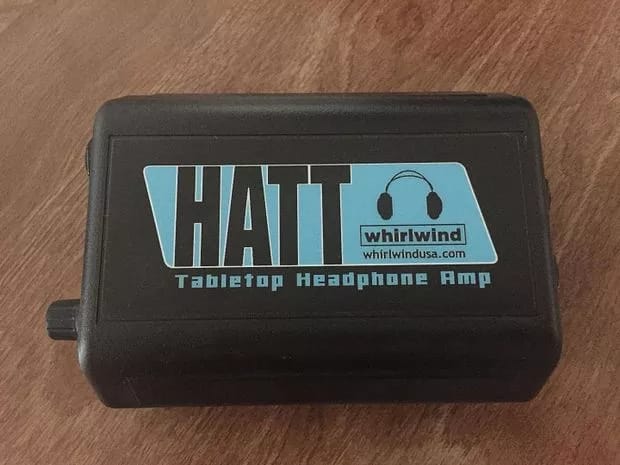 HATT
whirlwind
whirlwindusa.com
Tabletop Headphone Amp